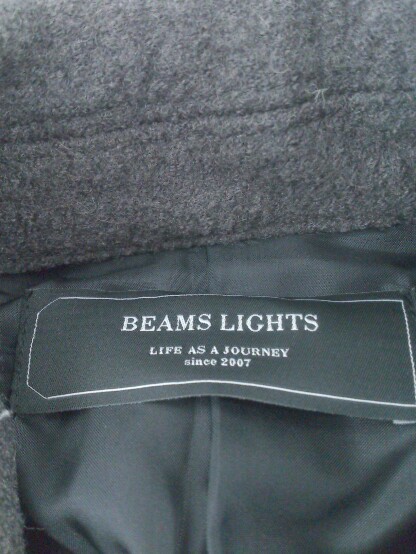 BEAMS LIGHTS
LIFE AS A JOURNEY
since 2007